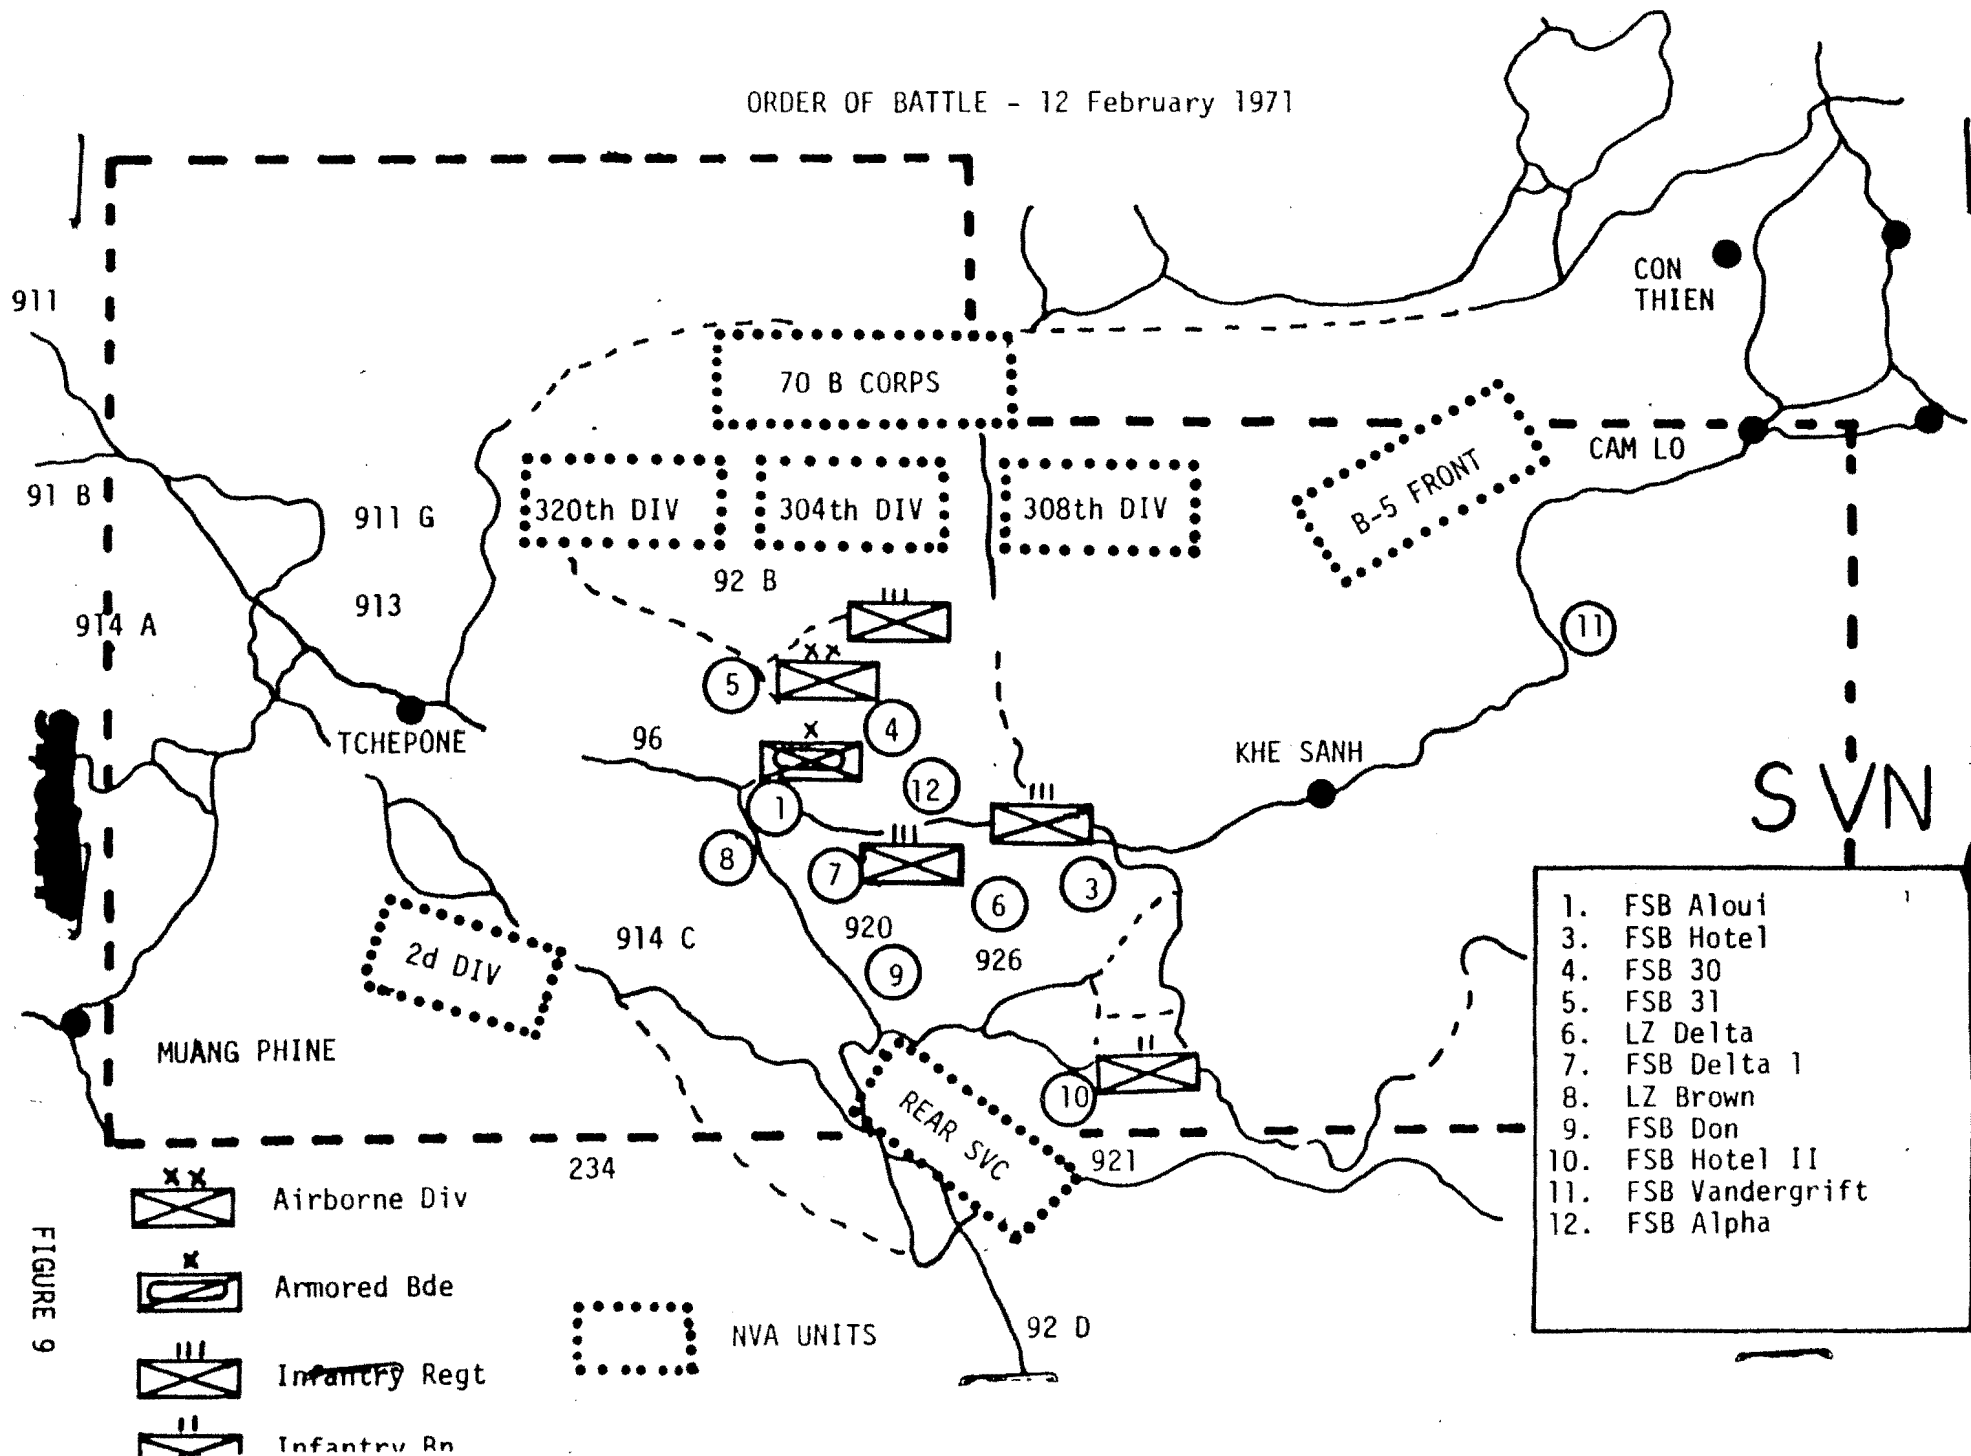 ORDER OF BATTLE - 12 February 1971
911
CON
THIEN
70 B CORPS
CAM LO
91 B
911 G
320th DIV
304th DIV
308th DIV
B-5 FRONT
92 B
913
914 A
11
5
4
TCHEPONE
96
KHE SANH
12
1
SVN
8
7
3
6
920
914 C
2d DIV
926
9
MUANG PHINE
10
REAR SVC
921
234
1. FSB Aloui
3. FSB Hotel
4. FSB 30
5. FSB 31
6. LZ Delta
7. FSB Delta 1
8. LZ Brown
9. FSB Don
10. FSB Hotel II
11. FSB Vandergrift
12. FSB Alpha
Airborne Div
Armored Bde
Infantry Regt
Infantry Bn
NVA UNITS
92 D
FIGURE 9